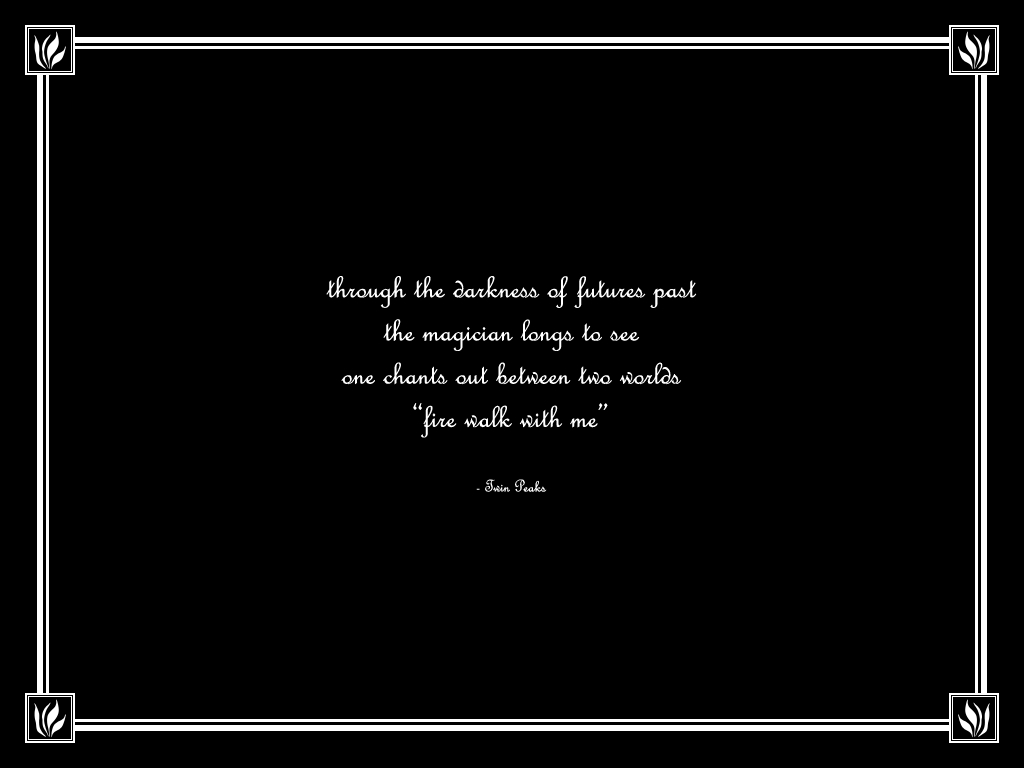 through the darkness of futures past
the magician longs to see
one chants out between two worlds
“fire walk with me”
- Twin Peaks